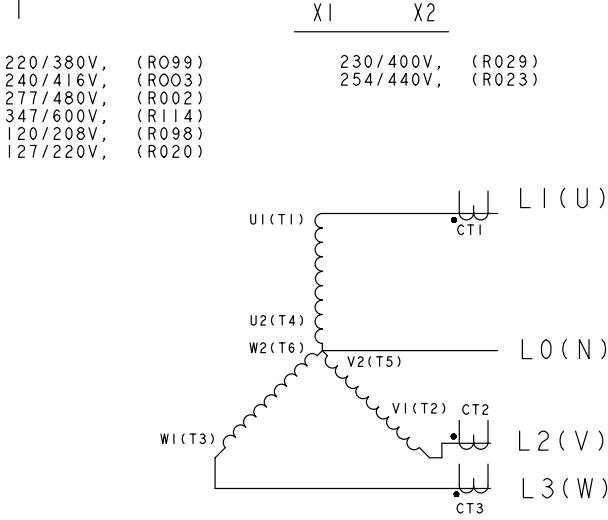 X1 X2
220/380V, (R099)
240/416V, (R003)
277/480V, (R002)
347/600V, (R114)
120/208V, (R098)
127/220V, (R020)
230/400V, (R029)
254/440V, (R023)
L1(U)
U1(T1)
CT1
U2(T4)
W2(T6)
L0(N)
V2(T5)
V1(T2)
CT2
W1(T3)
L2(V)
L3(W)
CT3